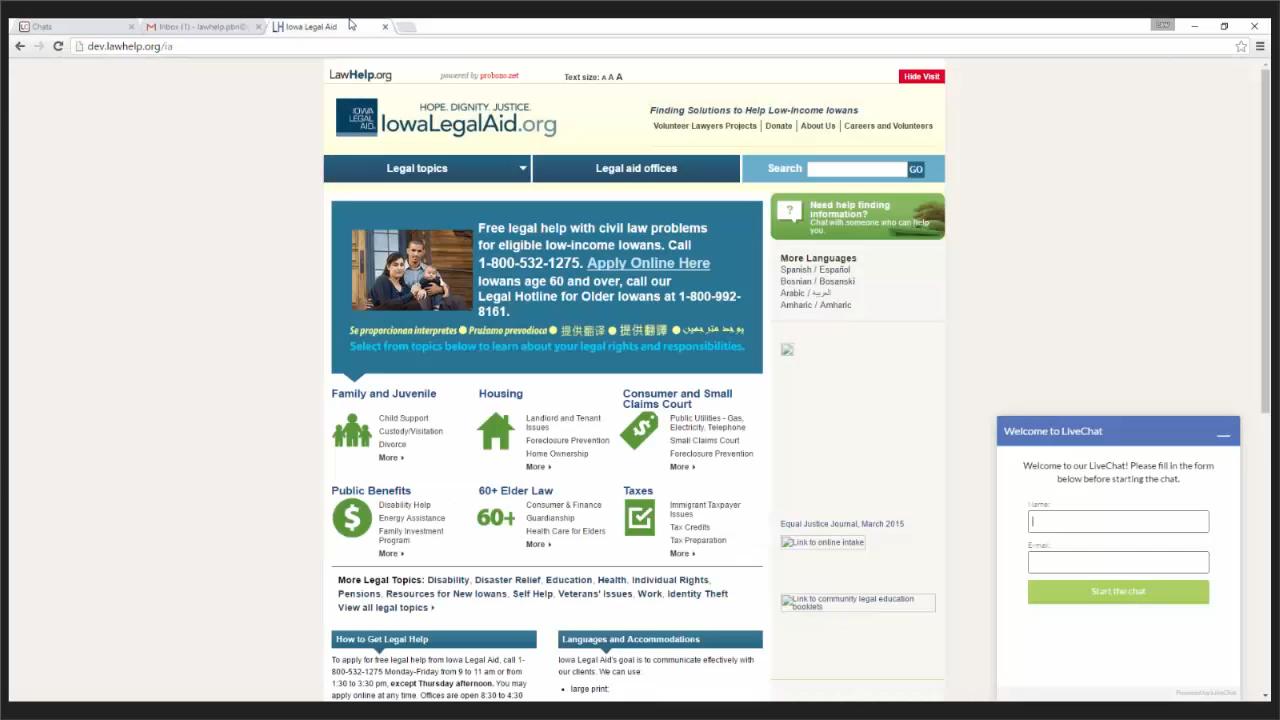 Chats
Inbox (1) - lawhelp.pbn@
Iowa Legal Aid
dev.lawhelp.org/ia
LawHelp.org
powered by probono.net
Text size: A A A
Hide Visit
IOWA LEGAL AID
HOPE. DIGNITY. JUSTICE.
IowaLegalAid.org
Finding Solutions to Help Low-income Iowans
Volunteer Lawyers Projects | Donate | About Us | Careers and Volunteers
Legal topics
Legal aid offices
Search
GO
Free legal help with civil law problems
for eligible low-income Iowans. Call
1-800-532-1275. Apply Online Here
Iowans age 60 and over, call our
Legal Hotline for Older Iowans at 1-800-992-
8161.
Se proporcionan interpretes ● Pružamo prevodioca ● 提供翻译 ● 提供翻譯 ●
Select from topics below to learn about your legal rights and responsibilities.
Need help finding
information?
Chat with someone who can help
you.
More Languages
Spanish / Español
Bosnian / Bosanski
Arabic / العربية
Amharic / Amharic
Family and Juvenile
Child Support
Custody/Visitation
Divorce
More
Housing
Landlord and Tenant
Issues
Foreclosure Prevention
Home Ownership
More
Consumer and Small
Claims Court
Public Utilities - Gas,
Electricity, Telephone
Small Claims Court
Foreclosure Prevention
More
Public Benefits
Disability Help
Energy Assistance
Family Investment
Program
More
60+ Elder Law
60+
Consumer & Finance
Guardianship
Health Care for Elders
More
Taxes
Immigrant Taxpayer
Issues
Tax Credits
Tax Preparation
More
Equal Justice Journal, March 2015
Link to online intake
Link to community legal education
booklets
More Legal Topics: Disability, Disaster Relief, Education, Health, Individual Rights,
Pensions, Resources for New Iowans, Self Help, Veterans' Issues, Work, Identity Theft
View all legal topics
How to Get Legal Help
To apply for free legal help from Iowa Legal Aid, call 1-
800-532-1275 Monday-Friday from 9 to 11 am or from
1:30 to 3:30 pm, except Thursday afternoon. You may
apply online at any time. Offices are open 8:30 to 4:30
Languages and Accommodations
Iowa Legal Aid's goal is to communicate effectively with
our clients. We can use:
large print;
Welcome to LiveChat
Welcome to our LiveChat! Please fill in the form
below before starting the chat.
Name:
E-mail:
Start the chat
Powered by LiveChat